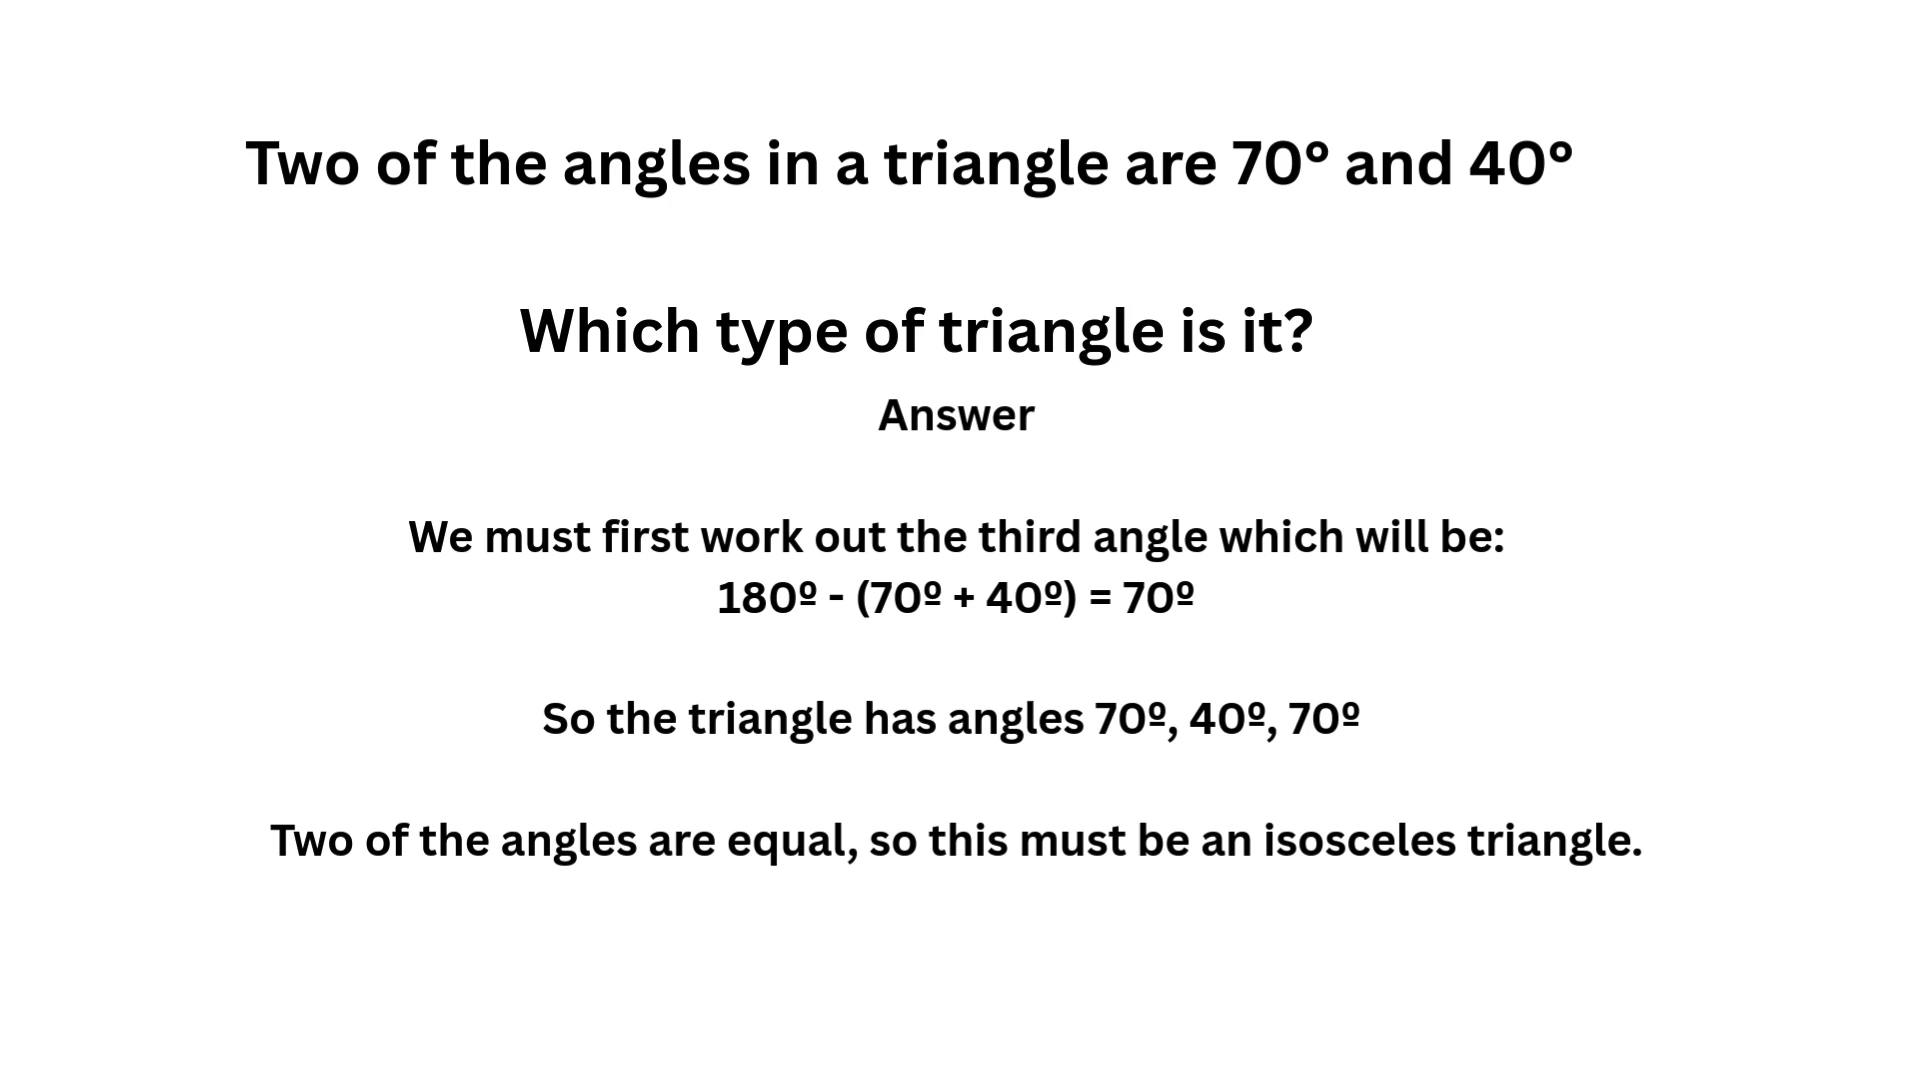 Two of the angles in a triangle are 70° and 40°
Which type of triangle is it?
Answer
We must first work out the third angle which will be:
180º - (70º + 40º) = 70º
So the triangle has angles 70º, 40º, 70º
Two of the angles are equal, so this must be an isosceles triangle.